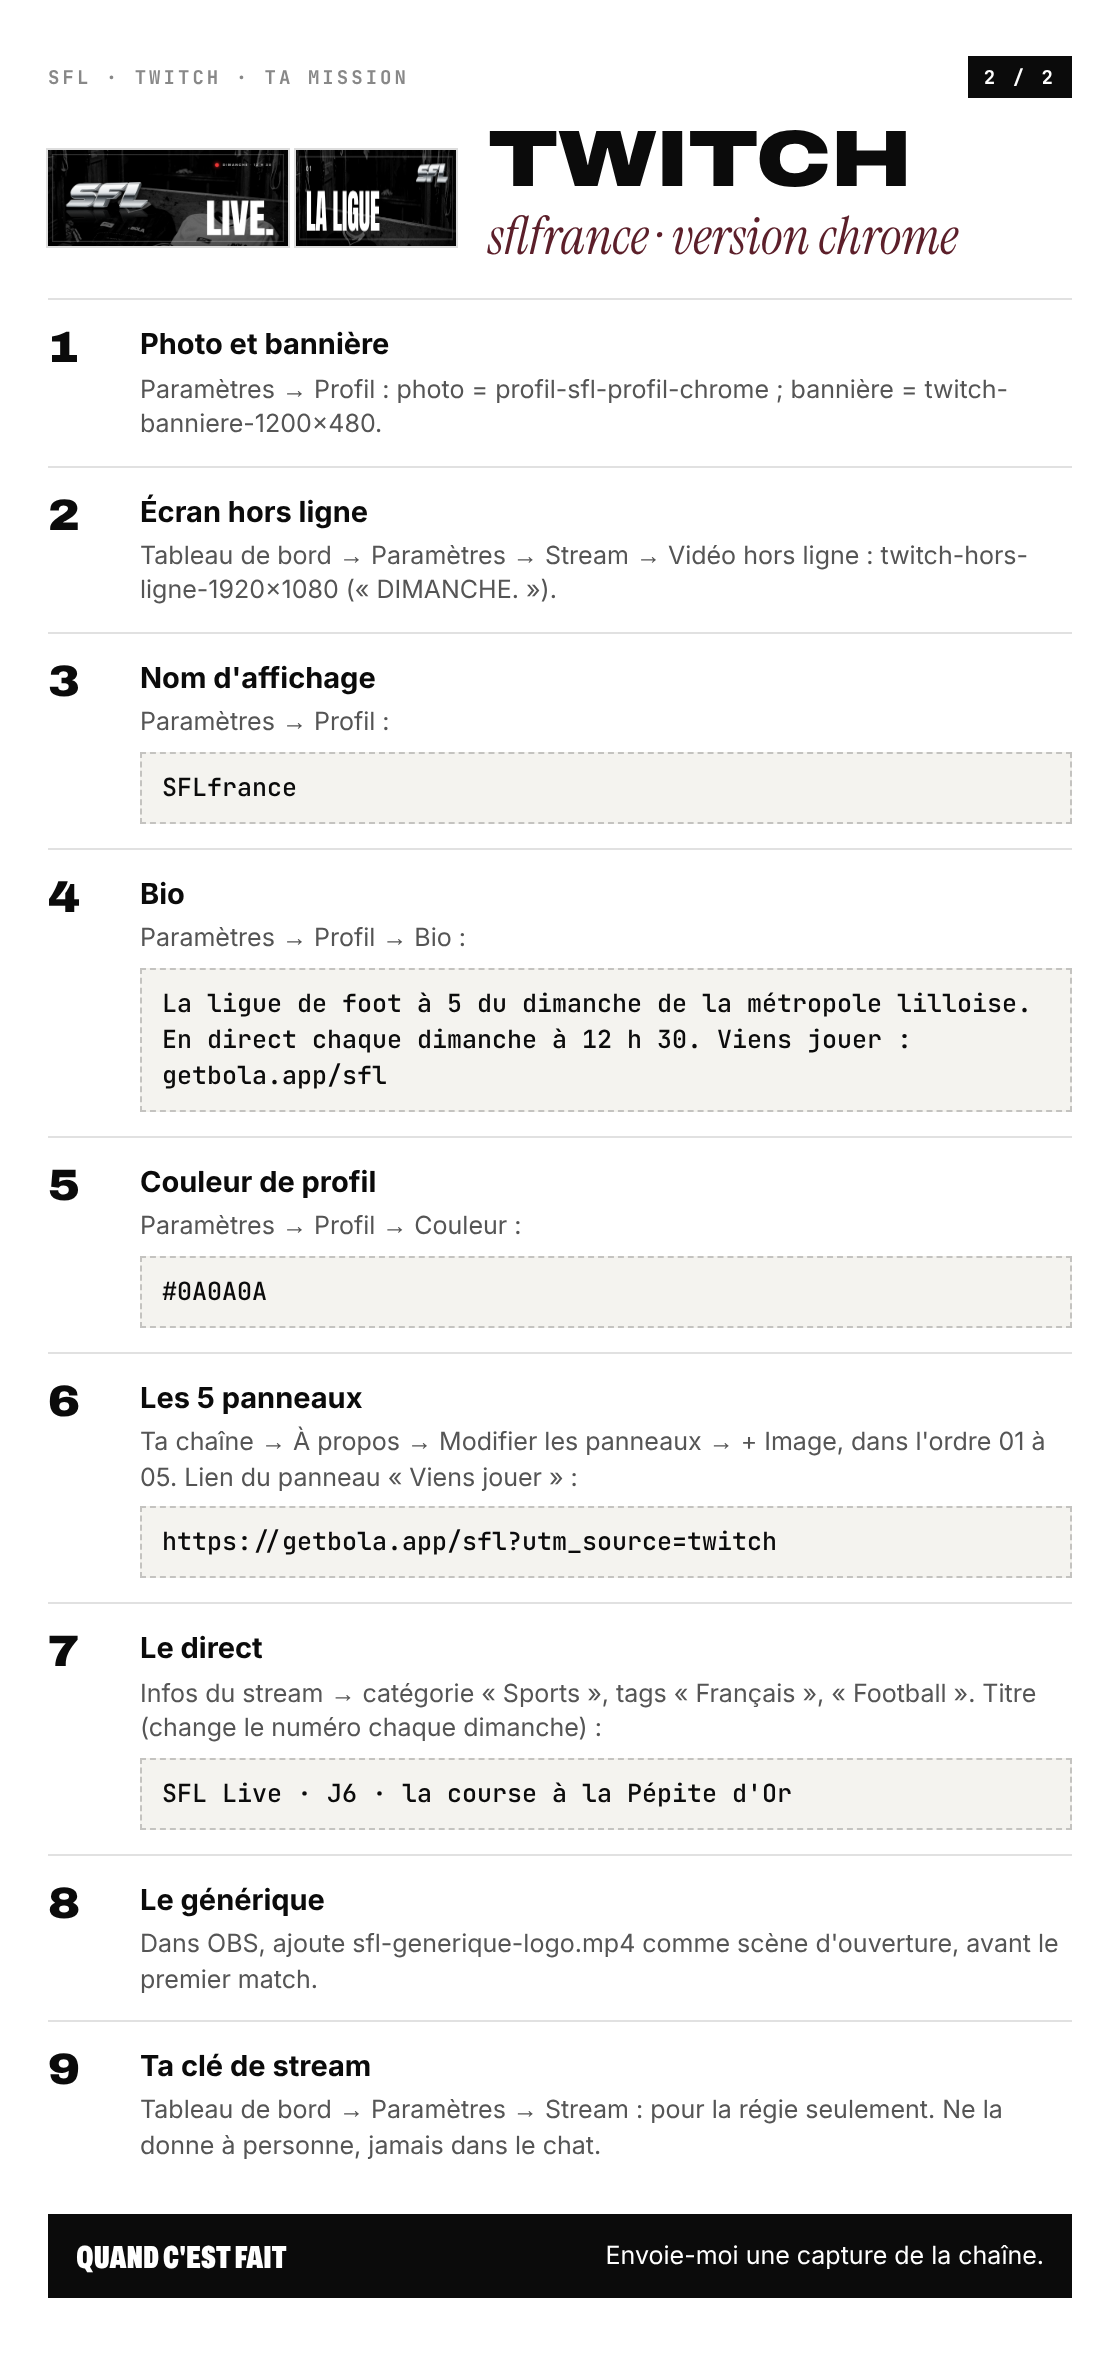 SFL · TWITCH · TA MISSION
2 / 2
SFL
DIMANCHE · 12 H 30
LIVE.
01
SFL
LA LIGUE
TWITCH
sflfrance · version chrome
1
Photo et bannière
Paramètres → Profil : photo = profil-sfl-profil-chrome ; bannière = twitch-
banniere-1200×480.
2
Écran hors ligne
Tableau de bord → Paramètres → Stream → Vidéo hors ligne : twitch-hors-
ligne-1920×1080 (« DIMANCHE. »).
3
Nom d'affichage
Paramètres → Profil :
SFLfrance
4
Bio
Paramètres → Profil → Bio :
La ligue de foot à 5 du dimanche de la métropole lilloise.
En direct chaque dimanche à 12 h 30. Viens jouer :
getbola.app/sfl
5
Couleur de profil
Paramètres → Profil → Couleur :
#0A0A0A
6
Les 5 panneaux
Ta chaîne → À propos → Modifier les panneaux → + Image, dans l'ordre 01 à
05. Lien du panneau « Viens jouer » :
https://getbola.app/sfl?utm_source=twitch
7
Le direct
Infos du stream → catégorie « Sports », tags « Français », « Football ». Titre
(change le numéro chaque dimanche) :
SFL Live · J6 · la course à la Pépite d'Or
8
Le générique
Dans OBS, ajoute sfl-generique-logo.mp4 comme scène d'ouverture, avant le
premier match.
9
Ta clé de stream
Tableau de bord → Paramètres → Stream : pour la régie seulement. Ne la
donne à personne, jamais dans le chat.
QUAND C'EST FAIT
Envoie-moi une capture de la chaîne.